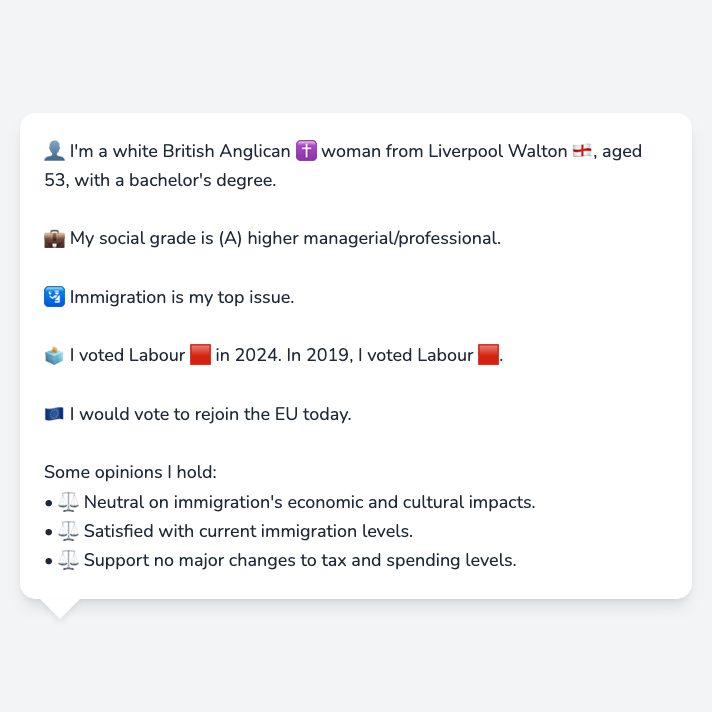 👤 I'm a white British Anglican ✝️ woman from Liverpool Walton 🏴󠁧󠁢󠁥󠁮󠁧󠁿, aged
53, with a bachelor's degree.
💼 My social grade is (A) higher managerial/professional.
🛂 Immigration is my top issue.
🗳️ I voted Labour 🟥 in 2024. In 2019, I voted Labour 🟥.
🇪🇺 I would vote to rejoin the EU today.
Some opinions I hold:
• ⚖️ Neutral on immigration's economic and cultural impacts.
• ⚖️ Satisfied with current immigration levels.
• ⚖️ Support no major changes to tax and spending levels.